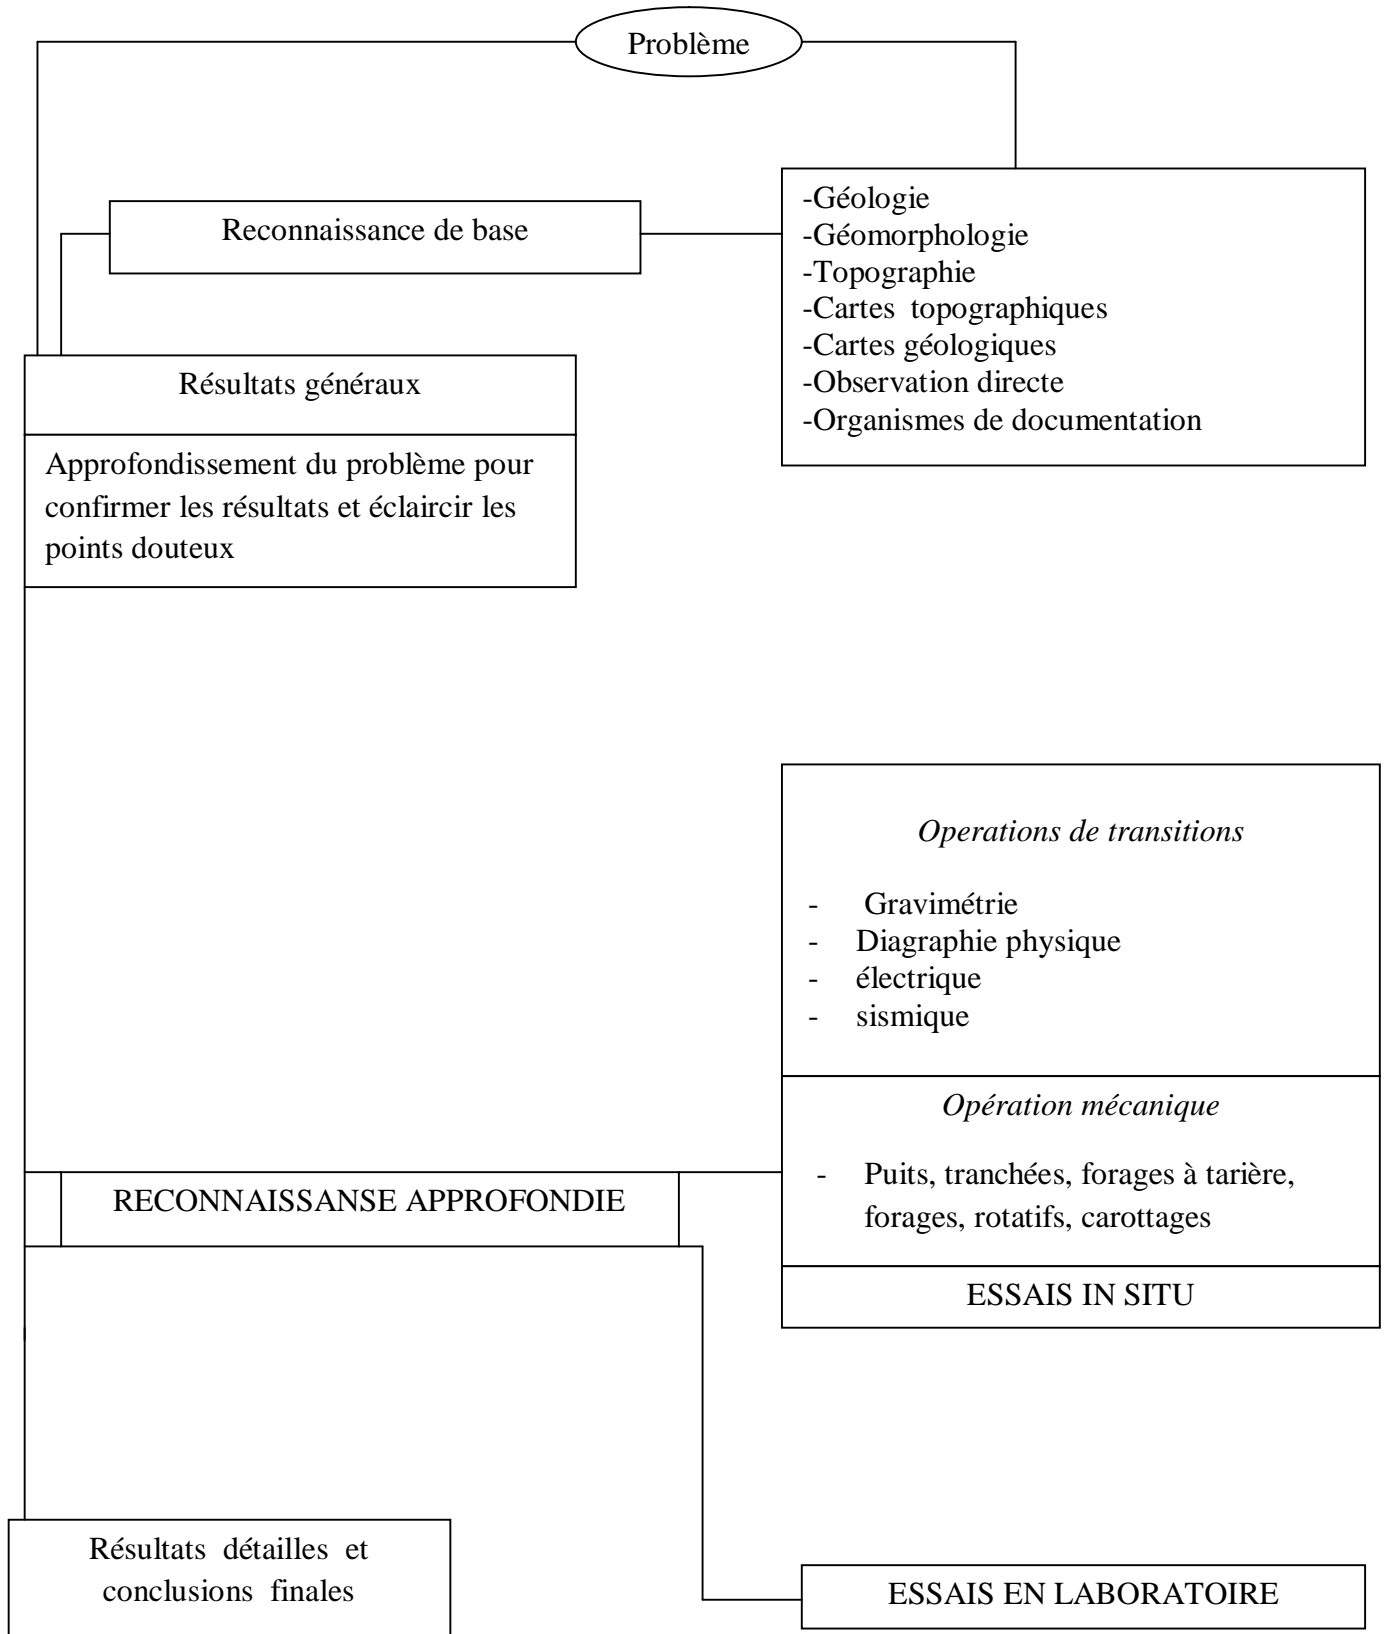 Problème
Reconnaissance de base
-Géologie
-Géomorphologie
-Topographie
-Cartes topographiques
-Cartes géologiques
-Observation directe
-Organismes de documentation
Résultats généraux
Approfondissement du problème pour
confirmer les résultats et éclaircir les
points douteux
Operations de transitions
- Gravimétrie
- Diagraphie physique
- électrique
- sismique
Opération mécanique
- Puits, tranchées, forages à tarière,
forages, rotatifs, carottages
RECONNAISSANSE APPROFONDIE
ESSAIS IN SITU
Résultats détailles et
conclusions finales
ESSAIS EN LABORATOIRE